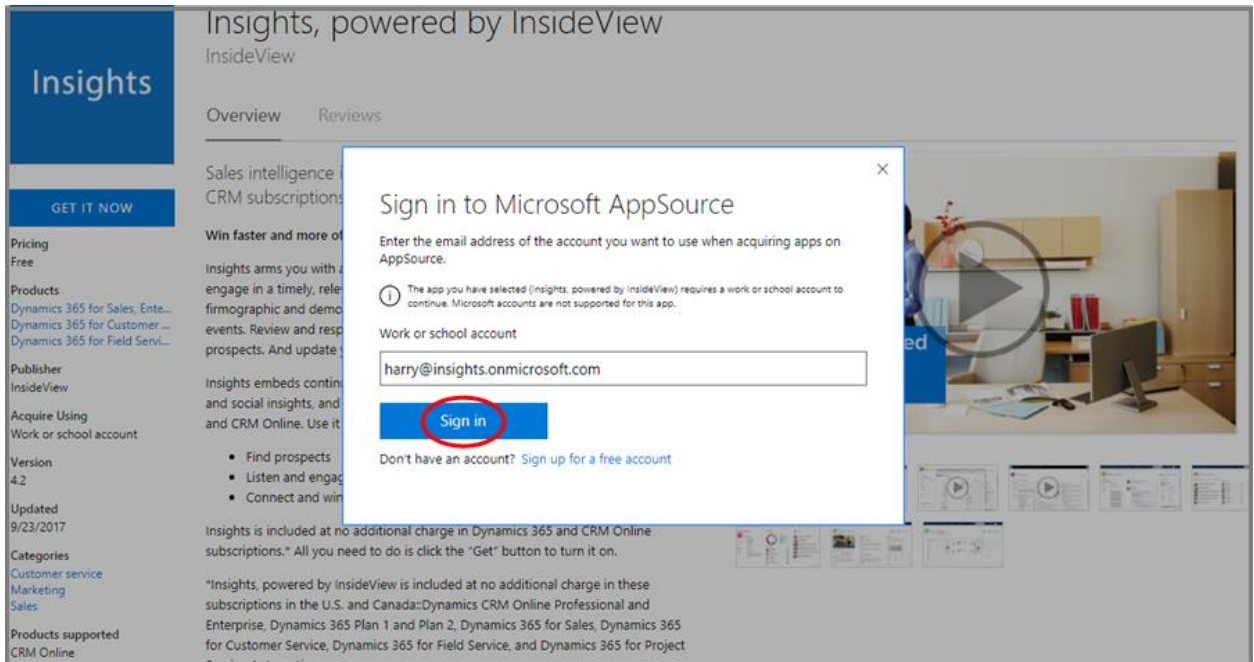 Insights, powered by InsideView
InsideView
Insights
Overview Reviews
GET IT NOW
Pricing
Free
Products
Dynamics 365 for Sales, Ente...
Dynamics 365 for Customer ...
Dynamics 365 for Field Servi...
Publisher
InsideView
Acquire Using
Work or school account
Version
4.2
Updated
9/23/2017
Categories
Customer service
Marketing
Sales
Products supported
CRM Online
Sales intelligence
CRM subscriptions
Win faster and more of
Insights arms you with
engage in a timely, rele
firmographic and demo
events. Review and resp
prospects. And update
Insights embeds contin
and social insights, and
and CRM Online. Use it
• Find prospects
• Listen and engag
• Connect and win
Insights is included at no additional charge in Dynamics 365 and CRM Online
subscriptions.* All you need to do is click the "Get" button to turn it on.
*Insights, powered by InsideView is included at no additional charge in these
subscriptions in the U.S. and Canada::Dynamics CRM Online Professional and
Enterprise, Dynamics 365 Plan 1 and Plan 2, Dynamics 365 for Sales, Dynamics 365
for Customer Service, Dynamics 365 for Field Service, and Dynamics 365 for Project
Sign in to Microsoft AppSource
Enter the email address of the account you want to use when acquiring apps on
AppSource.
The app you have selected (Insights, powered by InsideView) requires a work or school account to
continue. Microsoft accounts are not supported for this app.
Work or school account
harry@insights.onmicrosoft.com
Sign in
Don't have an account? Sign up for a free account
ed